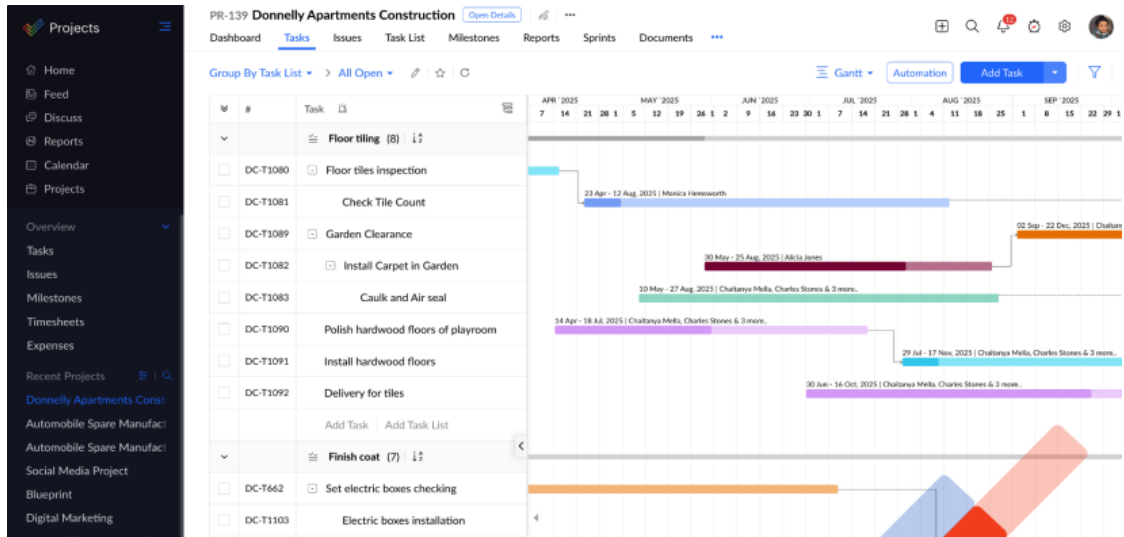 Projects
Home
Feed
Discuss
Reports
Calendar
Projects
Overview
Tasks
Issues
Milestones
Timesheets
Expenses
Recent Projects
Donnelly Apartments Const
Automobile Spare Manufact
Automobile Spare Manufact
Social Media Project
Blueprint
Digital Marketing
PR-139 Donnelly Apartments Construction Open Details
Dashboard Tasks Issues Task List Milestones Reports Sprints Documents
12
Group By Task List > All Open
Gantt Automation Add Task
# Task
APR '2025 MAY '2025 JUN '2025 JUL '2025 AUG '2025 SEP '2025
7 14 21 28 1 5 12 19 26 1 2 9 16 23 30 1 7 14 21 28 1 4 11 18 25 1 8 15 22 29 1
Floor tiling (8)
DC-T1080 Floor tiles inspection
DC-T1081 Check Tile Count
23 Apr - 12 Aug, 2025 | Monica Hemsworth
DC-T1089 Garden Clearance
02 Sep - 22 Dec, 2025 | Chaitany
DC-T1082 Install Carpet in Garden
30 May - 25 Aug, 2025 | Alicia Jones
DC-T1083 Caulk and Air seal
10 May - 27 Aug, 2025 | Chaitanya Mella, Charles Stones & 3 more..
DC-T1090 Polish hardwood floors of playroom
14 Apr - 18 Jul, 2025 | Chaitanya Mella, Charles Stones & 3 more..
DC-T1091 Install hardwood floors
29 Jul - 17 Nov, 2025 | Chaitanya Mella, Charles Stones & 3 more..
DC-T1092 Delivery for tiles
30 Jun - 16 Oct, 2025 | Chaitanya Mella, Charles Stones & 3 more..
Add Task | Add Task List
Finish coat (7)
DC-T662 Set electric boxes checking
DC-T1103 Electric boxes installation